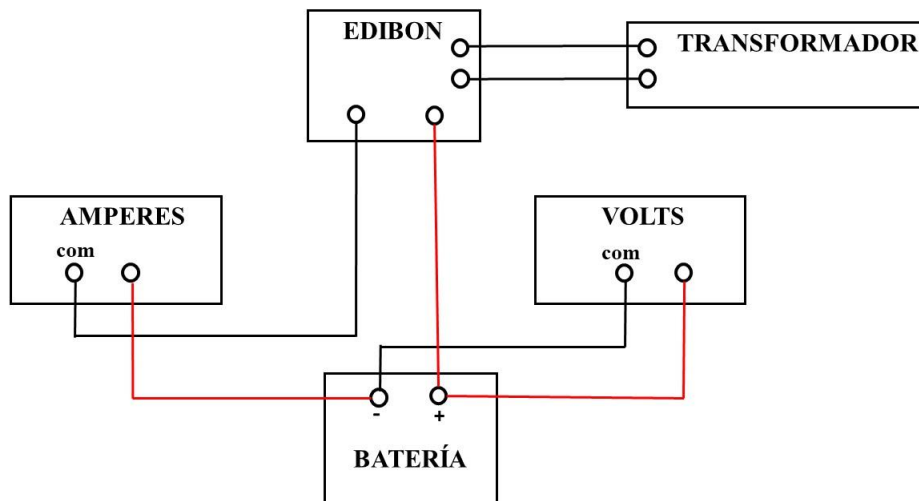 EDIBON
TRANSFORMADOR
AMPERES
com
VOLTS
com
- +
BATERÍA